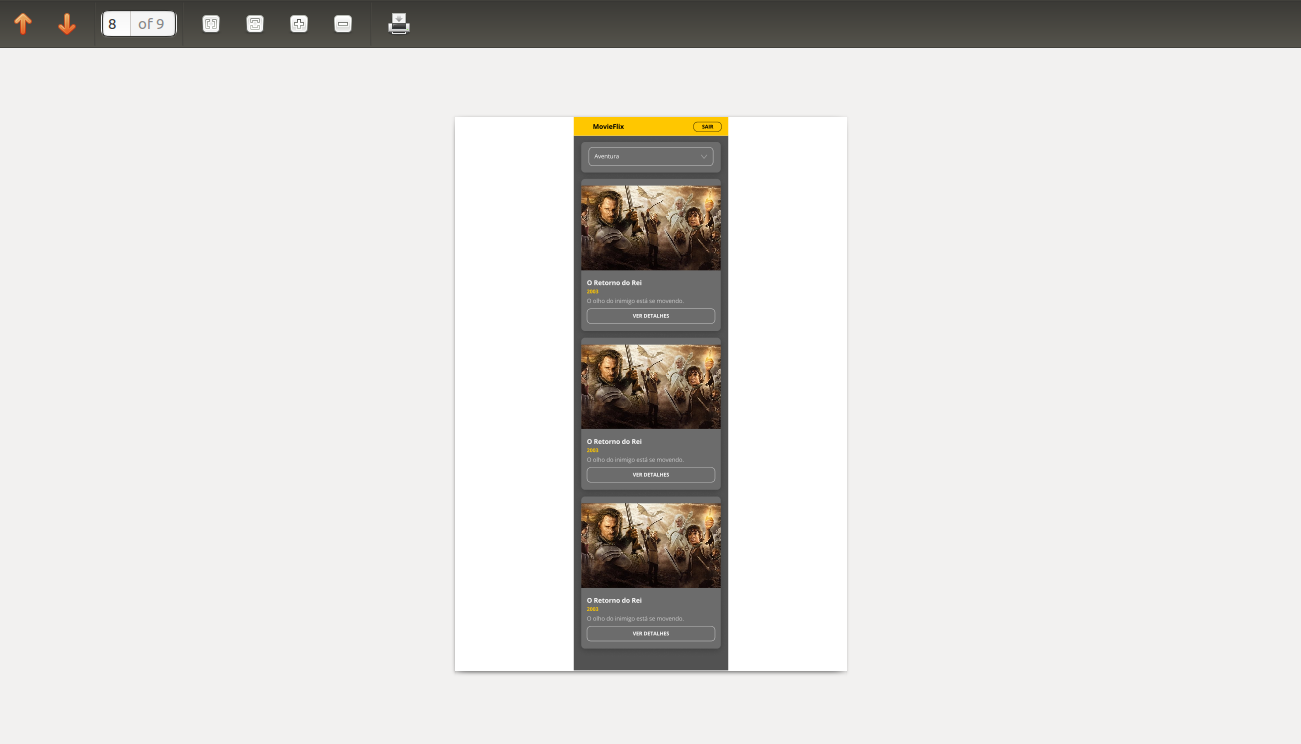 8 of 9
MovieFlix SAIR
Aventura
O Retorno do Rei
2003
O olho do inimigo está se movendo.
VER DETALHES
O Retorno do Rei
2003
O olho do inimigo está se movendo.
VER DETALHES
O Retorno do Rei
2003
O olho do inimigo está se movendo.
VER DETALHES